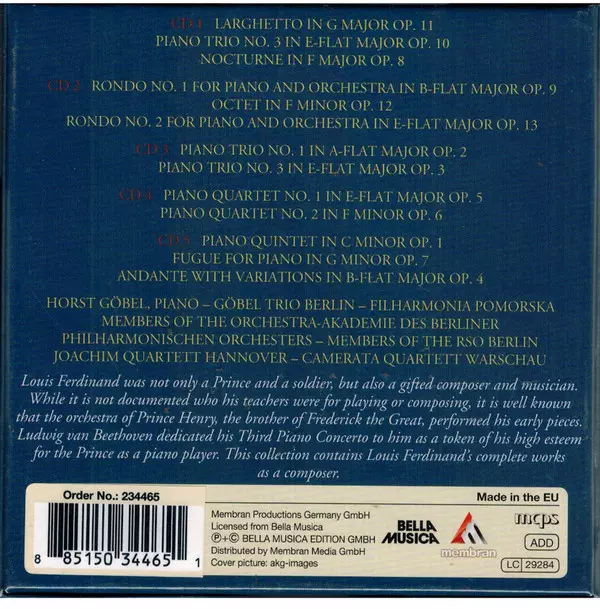 CD 1 LARGHETTO IN G MAJOR OP. 11
PIANO TRIO NO. 3 IN E-FLAT MAJOR OP. 10
NOCTURNE IN F MAJOR OP. 8
CD 2 RONDO NO. 1 FOR PIANO AND ORCHESTRA IN B-FLAT MAJOR OP. 9
OCTET IN F MINOR OP. 12
RONDO NO. 2 FOR PIANO AND ORCHESTRA IN E-FLAT MAJOR OP. 13
CD 3 PIANO TRIO NO. 1 IN A-FLAT MAJOR OP. 2
PIANO TRIO NO. 3 IN E-FLAT MAJOR OP. 3
CD 4 PIANO QUARTET NO. 1 IN E-FLAT MAJOR OP. 5
PIANO QUARTET NO. 2 IN F MINOR OP. 6
CD 5 PIANO QUINTET IN C MINOR OP. 1
FUGUE FOR PIANO IN G MINOR OP. 7
ANDANTE WITH VARIATIONS IN B-FLAT MAJOR OP. 4
HORST GÖBEL, PIANO – GÖBEL TRIO BERLIN – FILHARMONIA POMORSKA
MEMBERS OF THE ORCHESTRA-AKADEMIE DES BERLINER
PHILHARMONISCHEN ORCHESTERS – MEMBERS OF THE RSO BERLIN
JOACHIM QUARTETT HANNOVER – CAMERATA QUARTETT WARSCHAU
Louis Ferdinand was not only a Prince and a soldier, but also a gifted composer and musician.
While it is not documented who his teachers were for playing or composing, it is well known
that the orchestra of Prince Henry, the brother of Frederick the Great, performed his early pieces.
Ludwig van Beethoven dedicated his Third Piano Concerto to him as a token of his high esteem
for the Prince as a piano player. This collection contains Louis Ferdinand's complete works
as a composer.
Order No.: 234465
8 85150 34465 1
Membran Productions Germany GmbH
Licensed from Bella Musica
℗+© BELLA MUSICA EDITION GMBH
Distributed by Membran Media GmbH
Cover picture: akg-images
BELLA
MUSICA
membran
Made in the EU
mcps
ADD
LC 29284